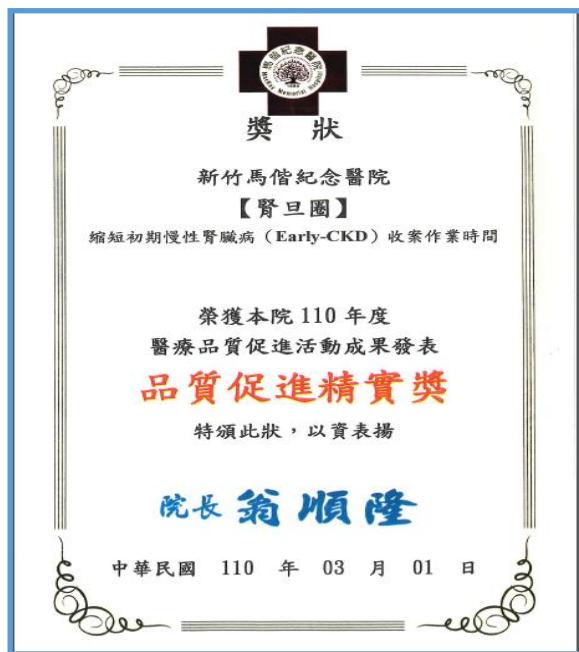 馬偕紀念醫院
MacKay Memorial Hospital
獎 狀
新竹馬偕紀念醫院
【腎旦圈】
縮短初期慢性腎臟病（Early-CKD）收案作業時間
榮獲本院 110 年度
醫療品質促進活動成果發表
品質促進精實獎
特頒此狀，以資表揚
院長 翁順隆
中華民國 110 年 03 月 01 日